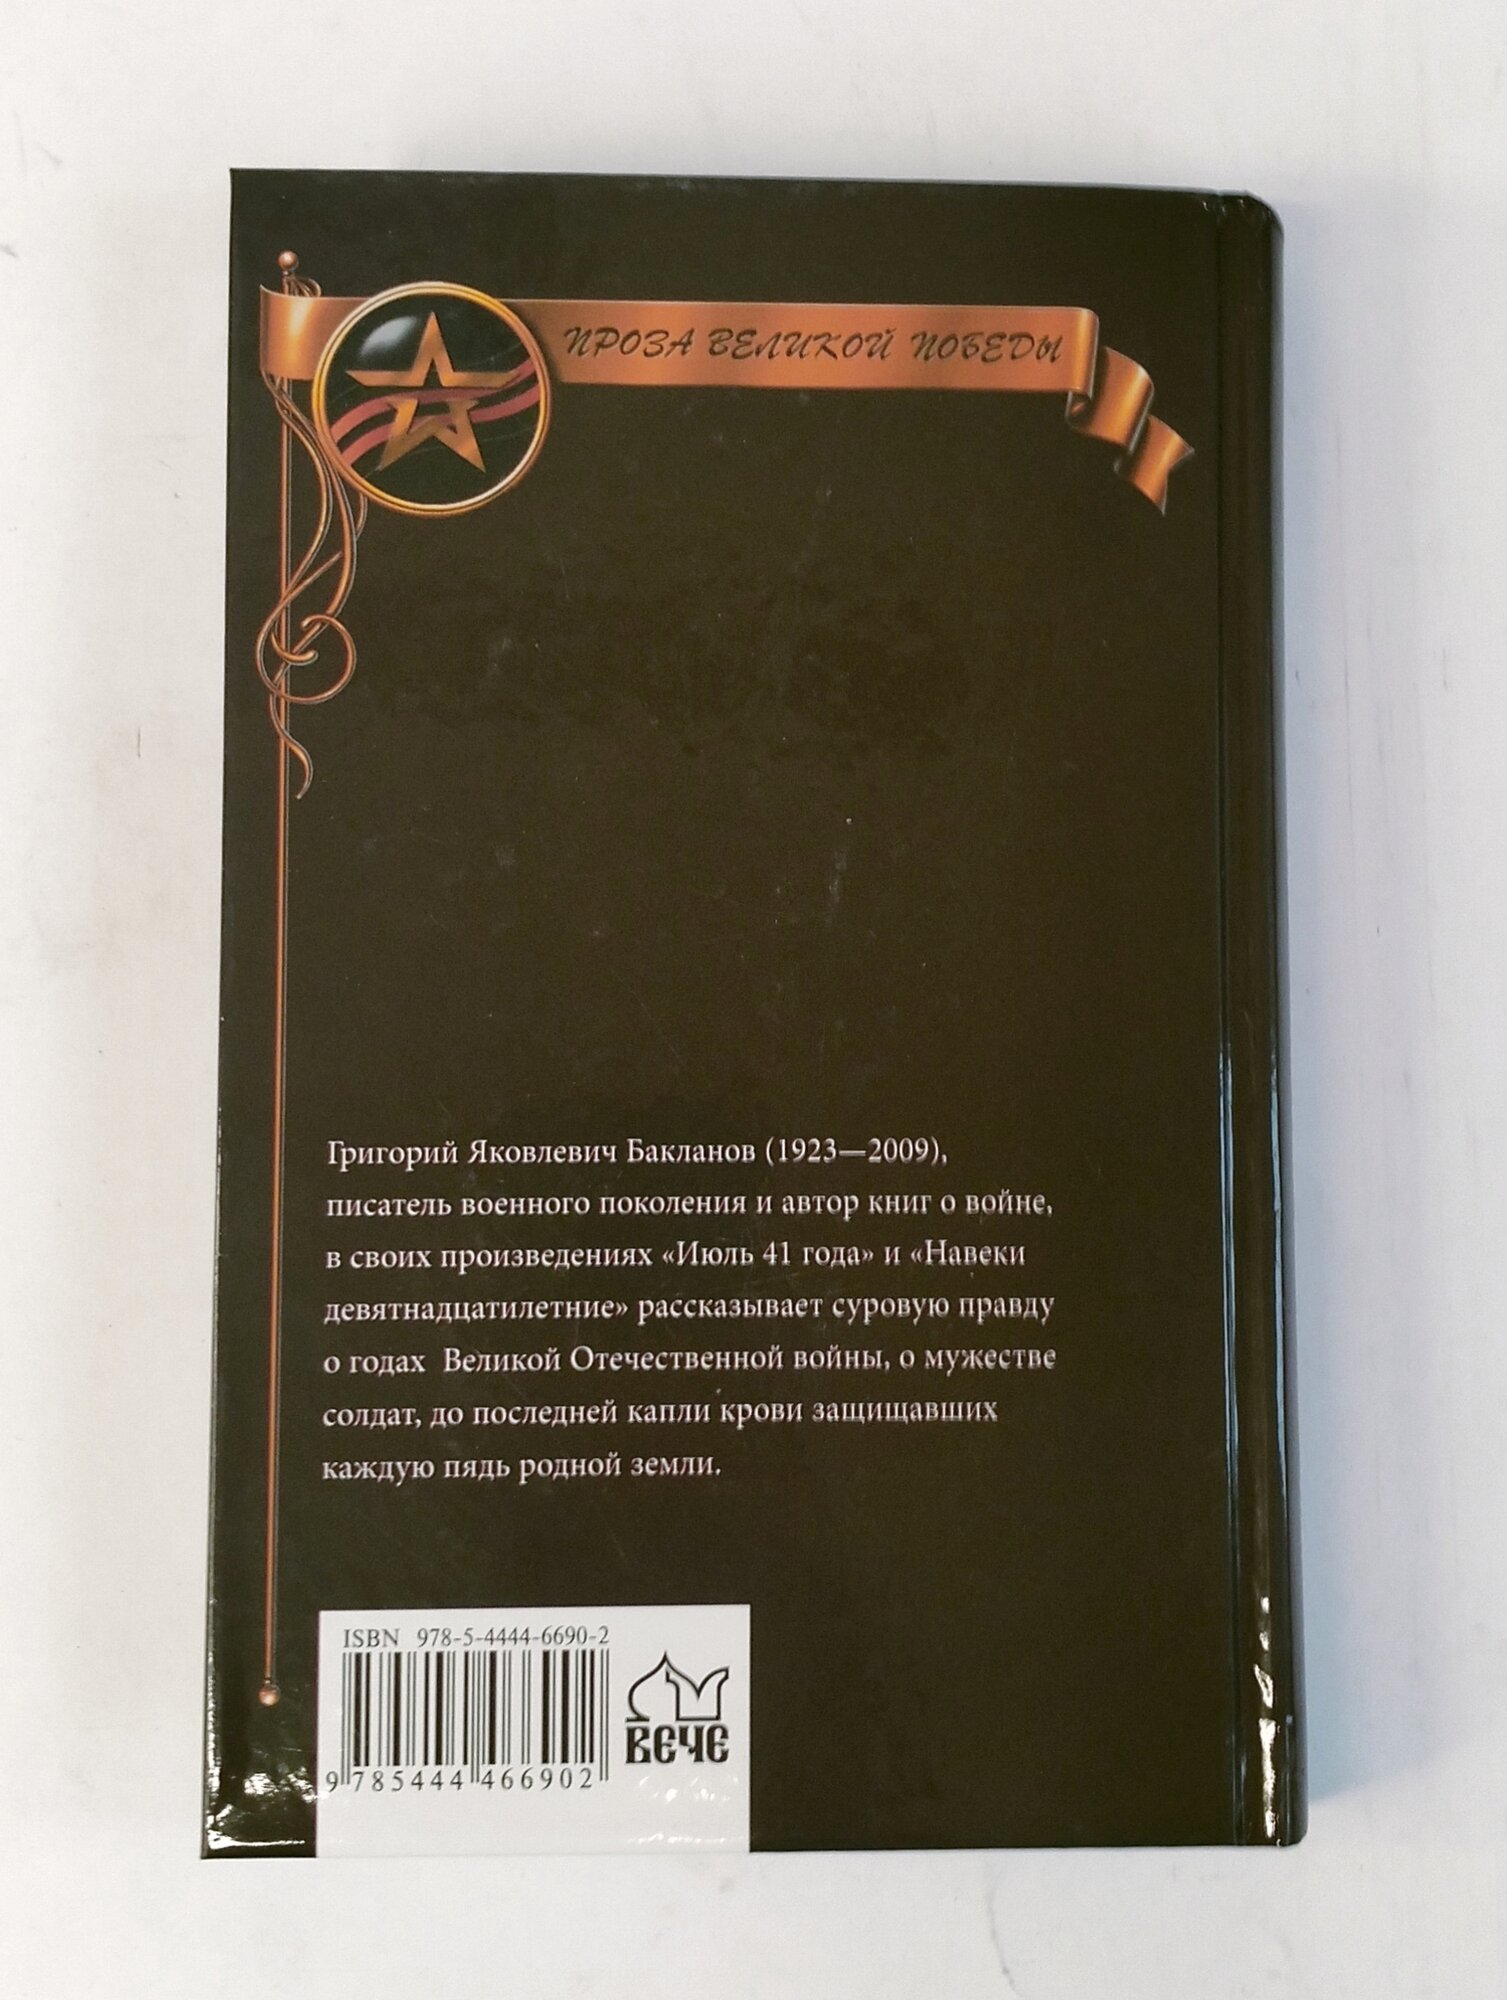 ПРОЗА ВЕЛИКОЙ ПОБЕДЫ
Григорий Яковлевич Бакланов (1923—2009),
писатель военного поколения и автор книг о войне,
в своих произведениях «Июль 41 года» и «Навеки
девятнадцатилетние» рассказывает суровую правду
о годах Великой Отечественной войны, о мужестве
солдат, до последней капли крови защищавших
каждую пядь родной земли.
ISBN 978-5-4444-6690-2
ВЕЧЕ
9 785444 466902